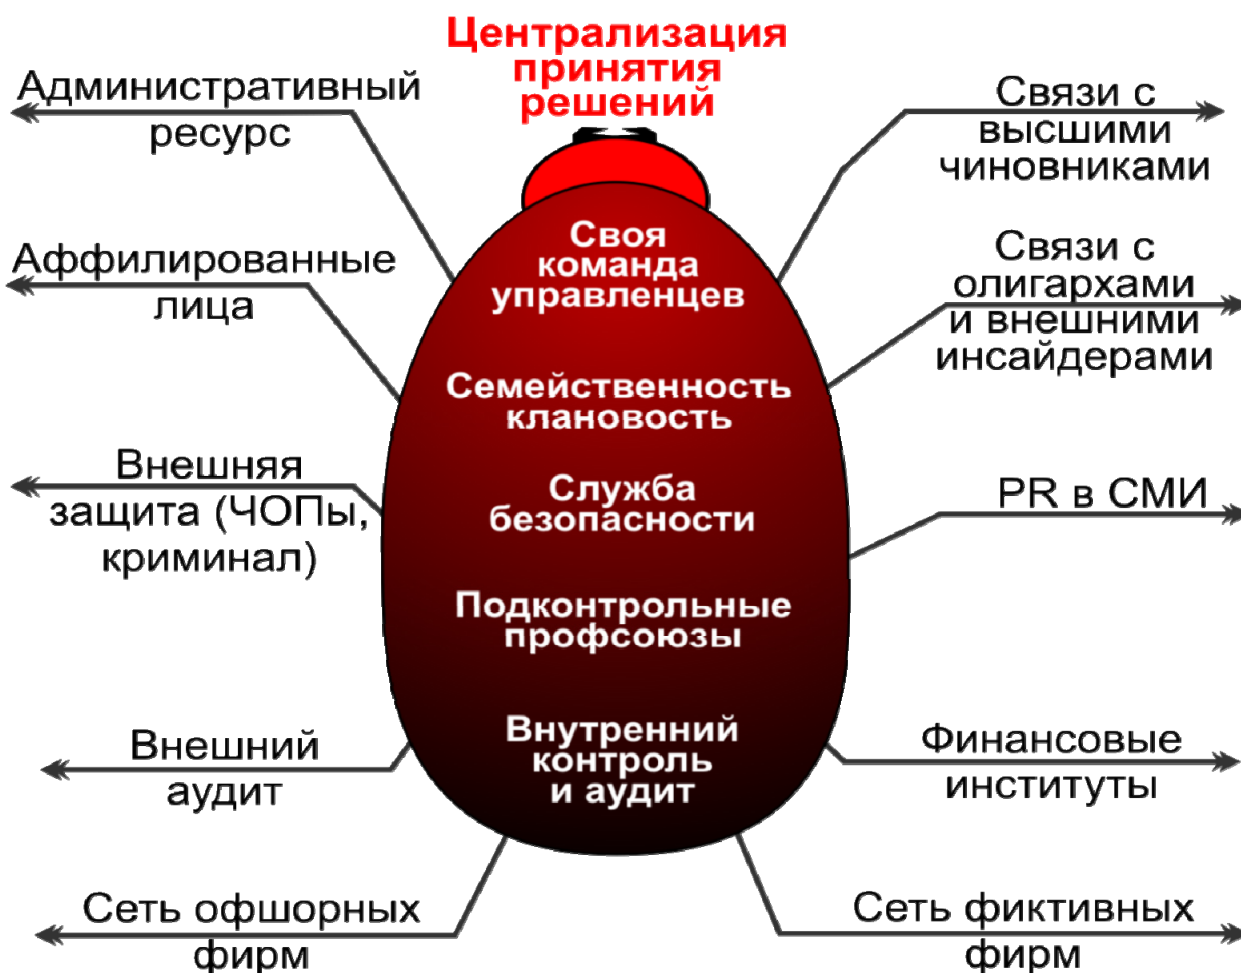 Централизация
принятия
решений
Административный
ресурс
Аффилированные
лица
Внешняя
защита (ЧОПы,
криминал)
Внешний
аудит
Сеть офшорных
фирм
Своя
команда
управленцев
Семейственность
клановость
Служба
безопасности
Подконтрольные
профсоюзы
Внутренний
контроль
и аудит
Связи с
высшими
чиновниками
Связи с
олигархами
и внешними
инсайдерами
PR в СМИ
Финансовые
институты
Сеть фиктивных
фирм